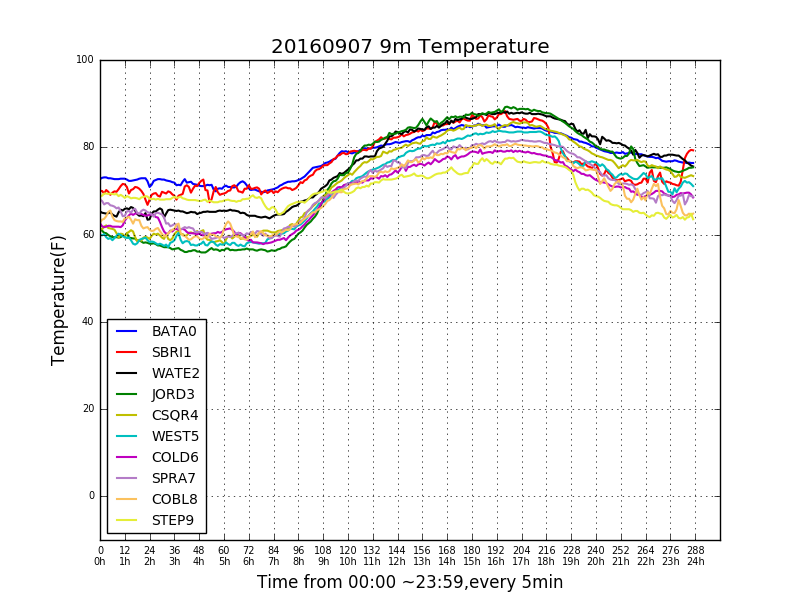 20160907 9m Temperature
100
80
60
40
20
0
Temperature(F)
BATA0
SBRI1
WATE2
JORD3
CSQR4
WEST5
COLD6
SPRA7
COBL8
STEP9
0 12 24 36 48 60 72 84 96 108 120 132 144 156 168 180 192 204 216 228 240 252 264 276 288
0h 1h 2h 3h 4h 5h 6h 7h 8h 9h 10h 11h 12h 13h 14h 15h 16h 17h 18h 19h 20h 21h 22h 23h 24h
Time from 00:00 ~23:59,every 5min